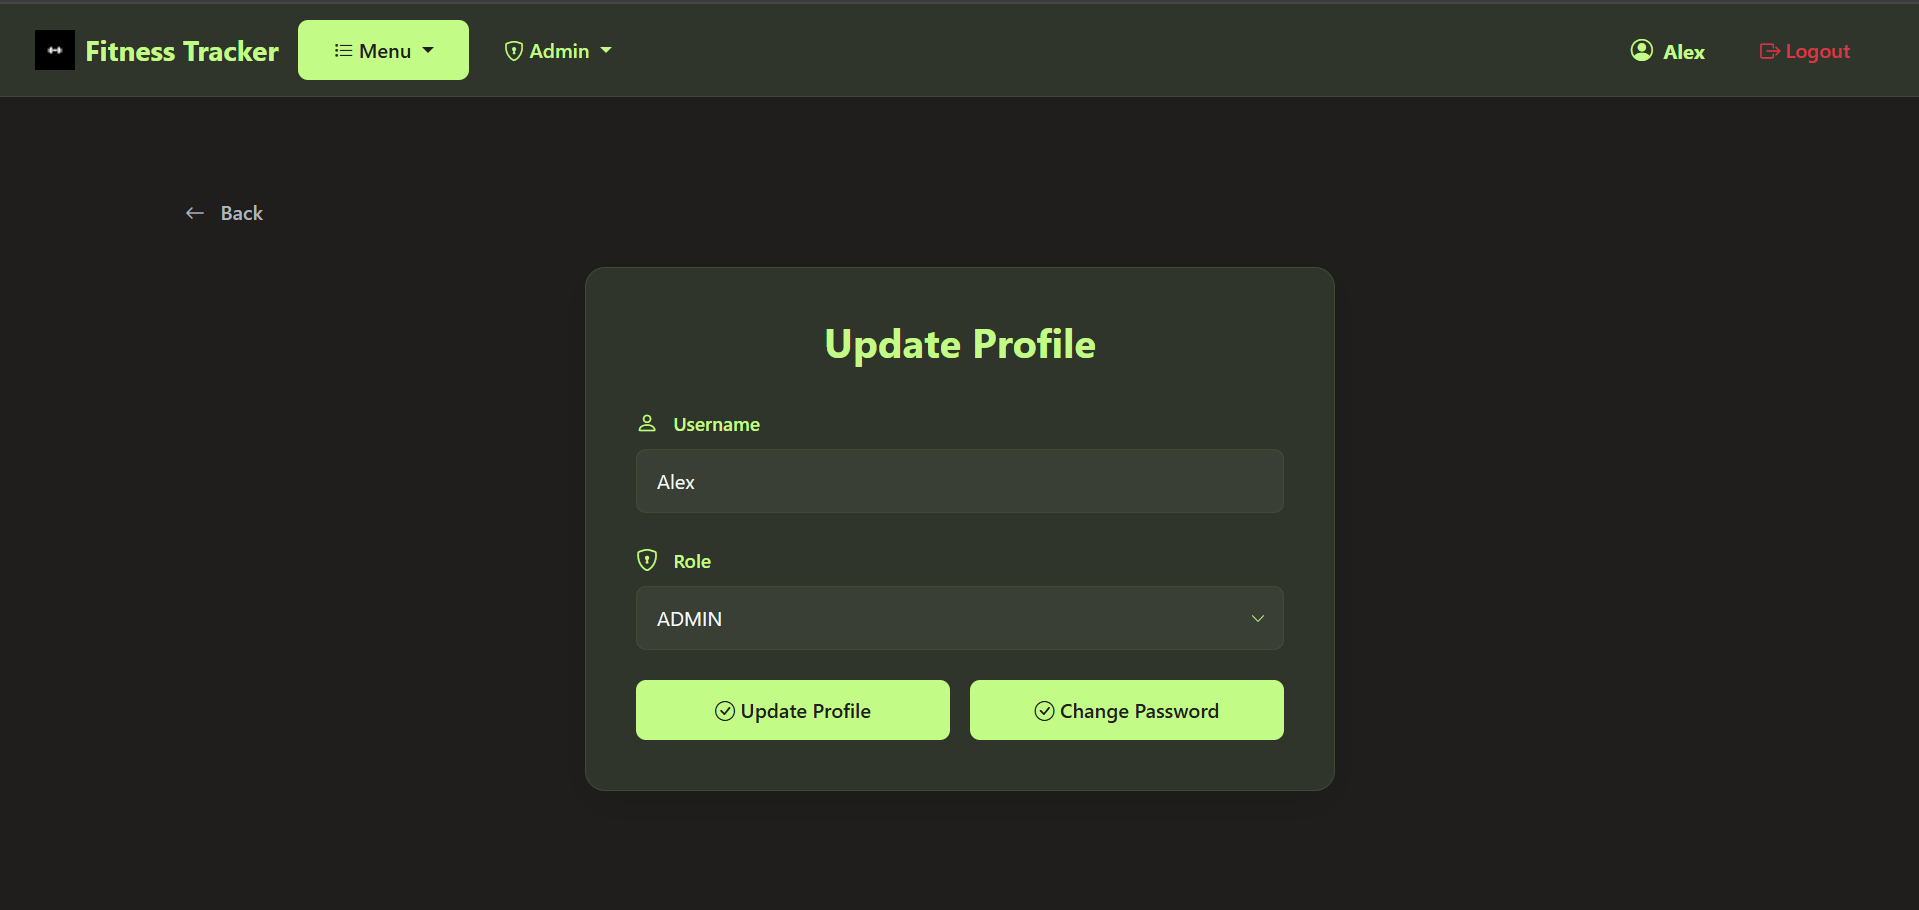 Fitness Tracker Menu Admin Alex Logout
Back
Update Profile
Username
Alex
Role
ADMIN
Update Profile Change Password